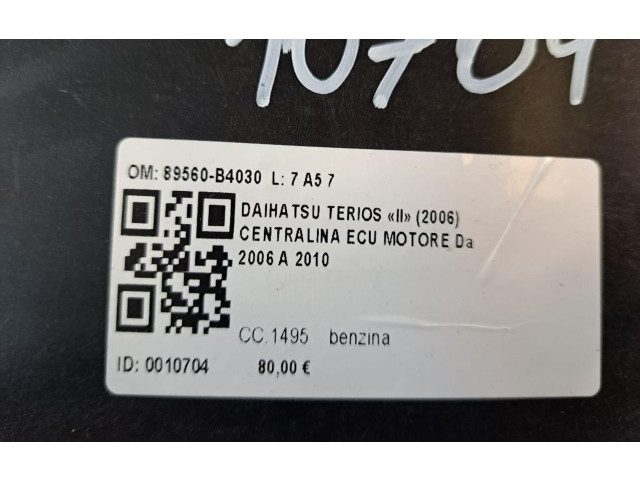 10704
OM: 89560-B4030 L: 7 A5 7
DAIHATSU TERIOS «II» (2006)
CENTRALINA ECU MOTORE Da
2006 A 2010
CC.1495 benzina
ID: 0010704 80,00 €